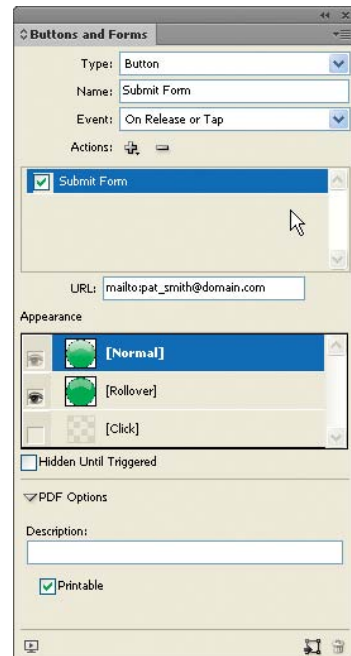 Buttons and Forms
Type: Button
Name: Submit Form
Event: On Release or Tap
Actions:
Submit Form
URL: mailto:pat_smith@domain.com
Appearance
[Normal]
[Rollover]
[Click]
Hidden Until Triggered
PDF Options
Description:
Printable